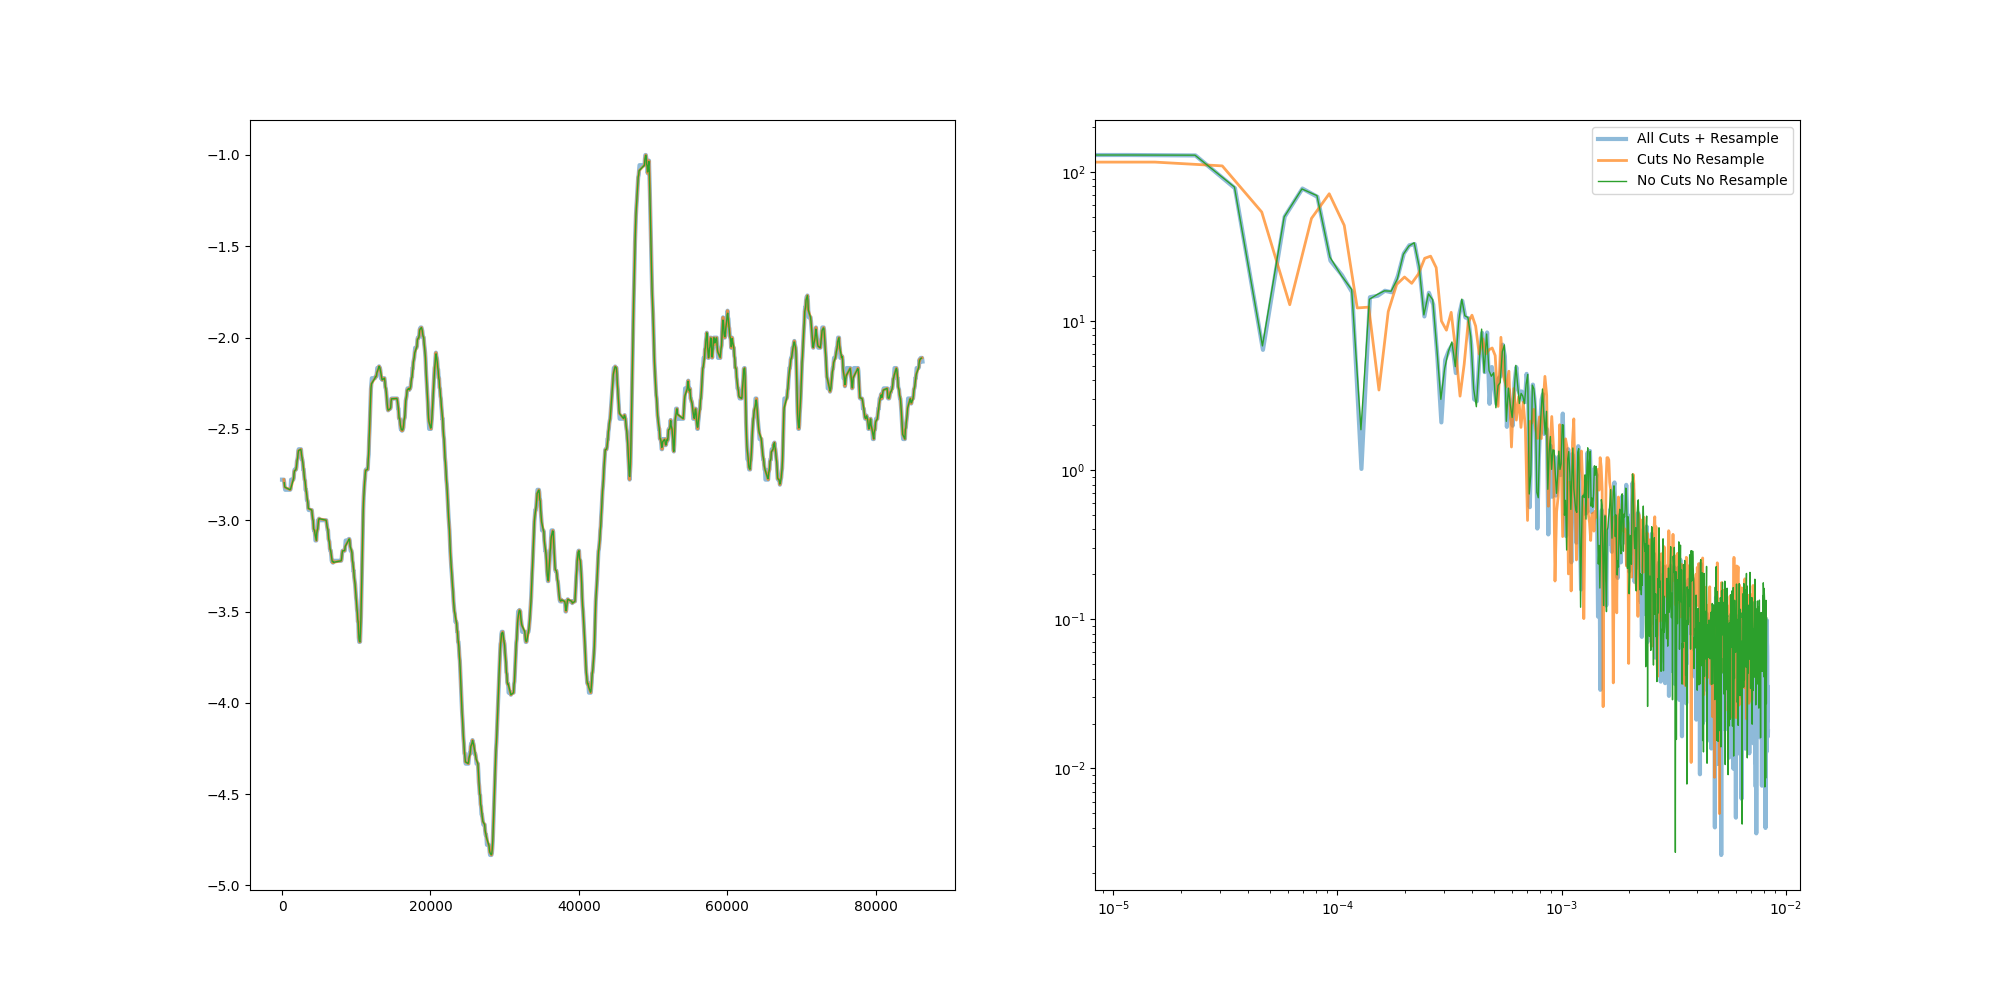 −1.0
−1.5
−2.0
−2.5
−3.0
−3.5
−4.0
−4.5
−5.0
0 20000 40000 60000 80000
All Cuts + Resample
Cuts No Resample
No Cuts No Resample
10²
10¹
10⁰
10⁻¹
10⁻²
10⁻⁵ 10⁻⁴ 10⁻³ 10⁻²